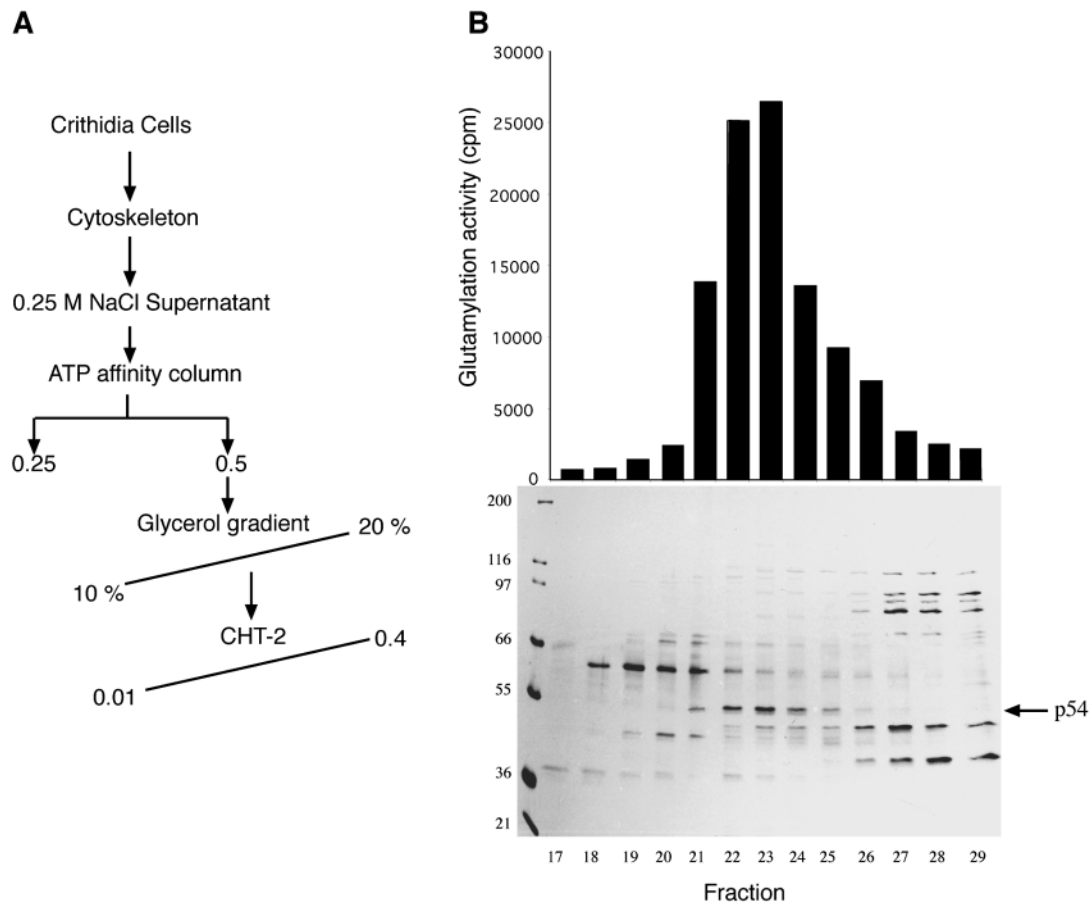 A
Crithidia Cells
Cytoskeleton
0.25 M NaCl Supernatant
ATP affinity column
0.25 0.5
Glycerol gradient
20 %
10 %
CHT-2
0.4
0.01
B
Glutamylation activity (cpm)
30000
25000
20000
15000
10000
5000
0
200
116
97
66
55
36
21
p54
17 18 19 20 21 22 23 24 25 26 27 28 29
Fraction